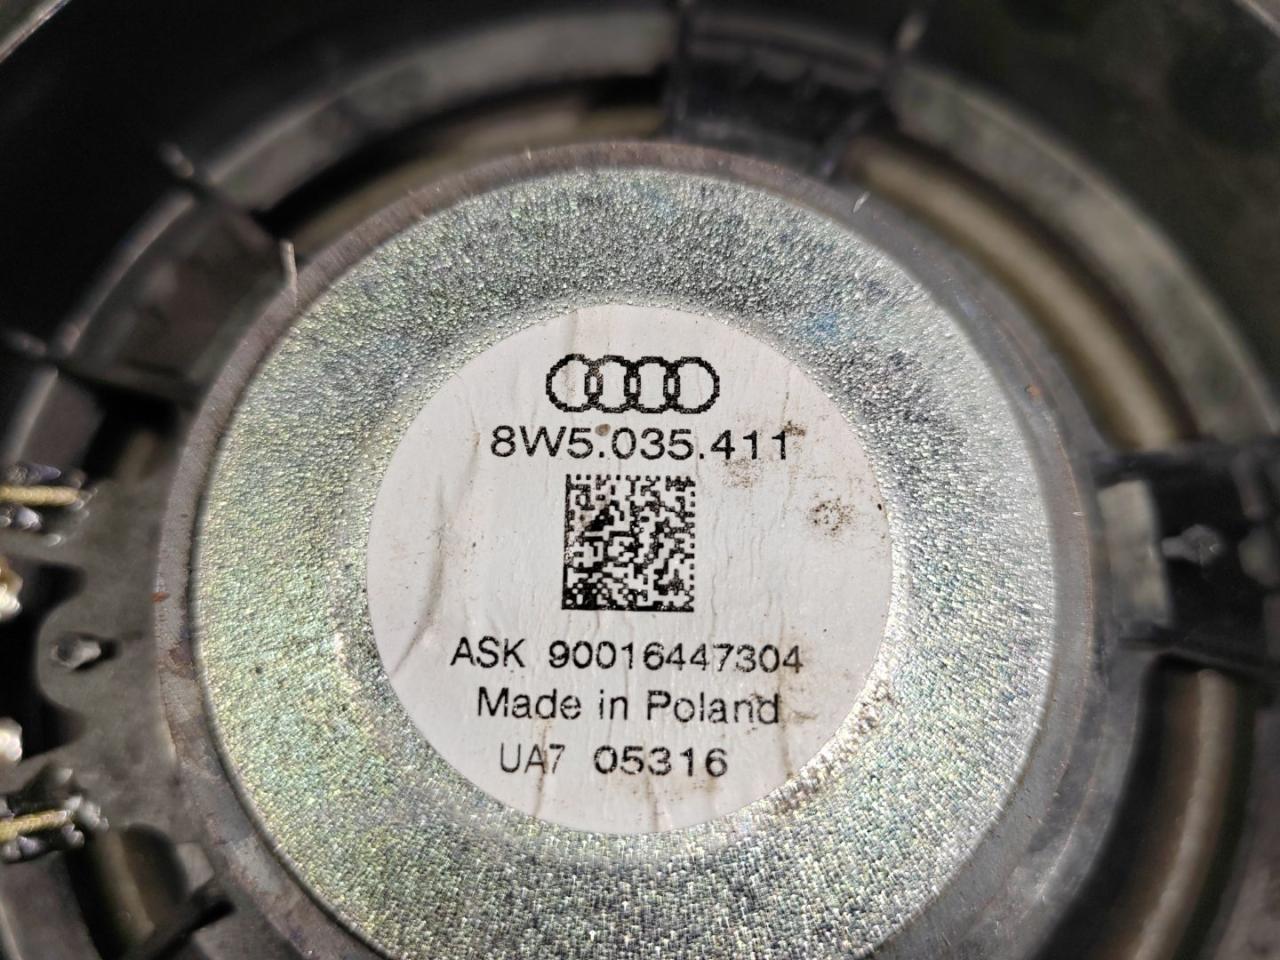 8W5.035.411
ASK 90016447304
Made in Poland
UA7 05316